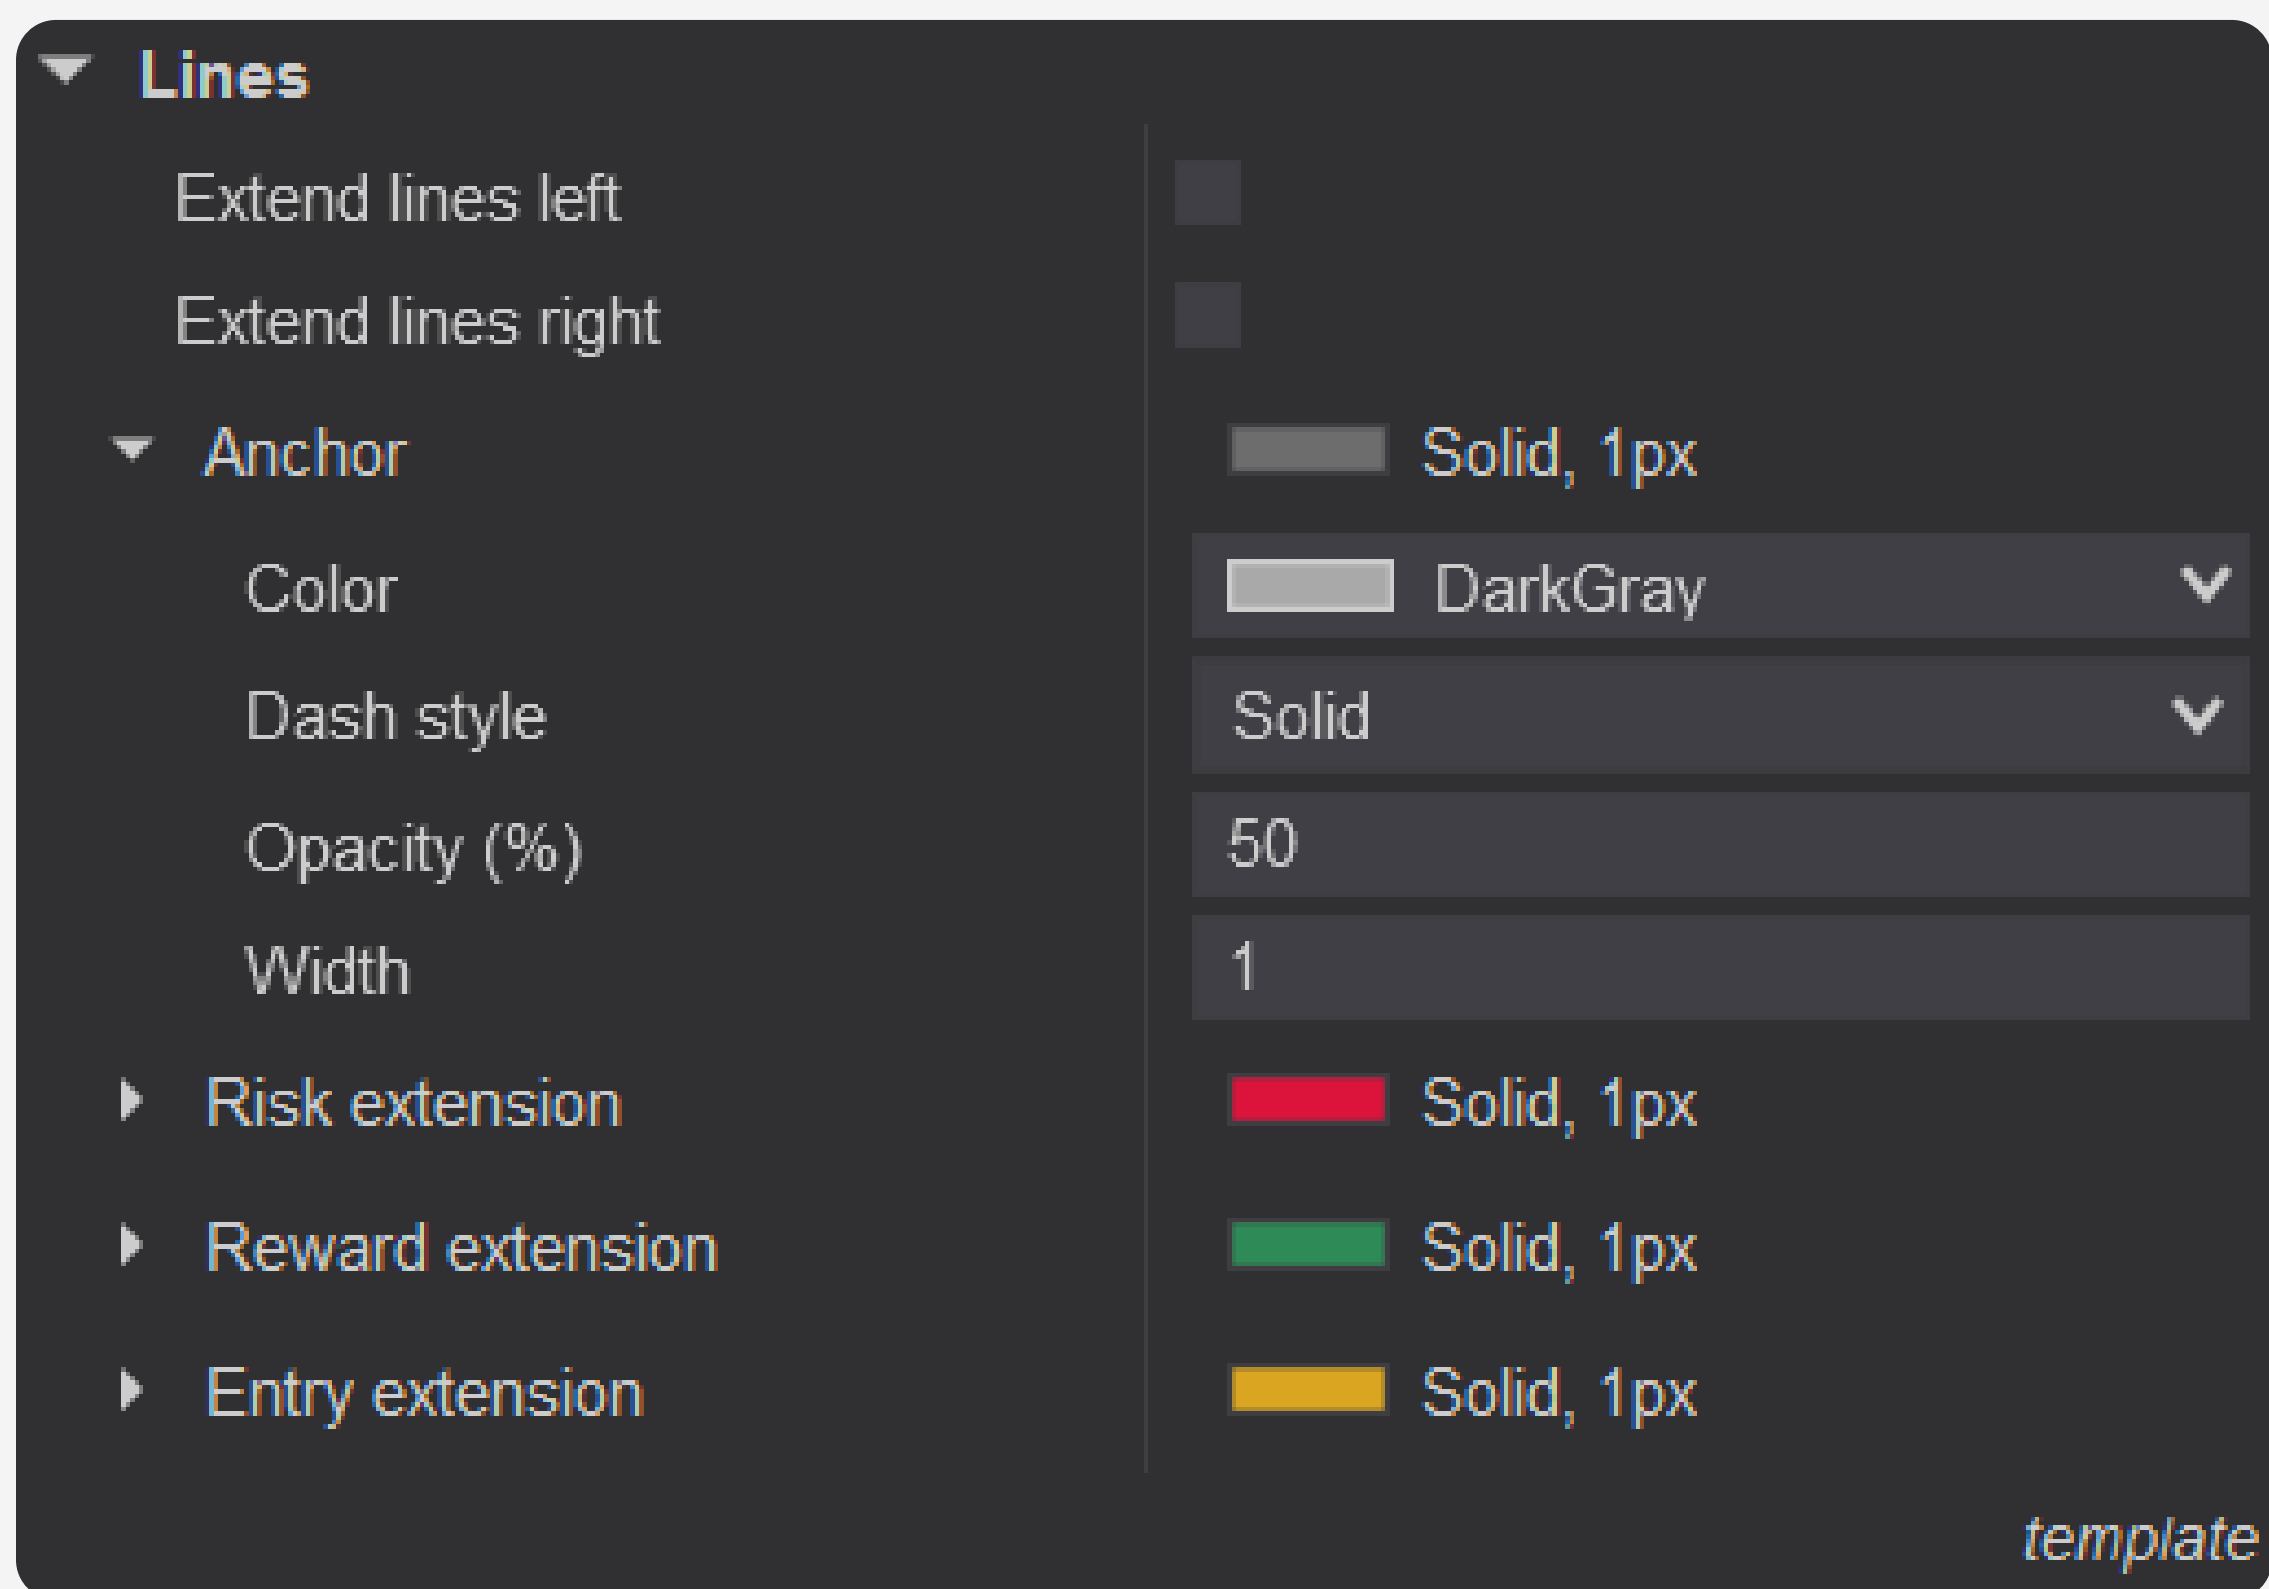 Lines
Extend lines left
Extend lines right
Anchor Solid, 1px
Color DarkGray
Dash style Solid
Opacity (%) 50
Width 1
Risk extension Solid, 1px
Reward extension Solid, 1px
Entry extension Solid, 1px
template